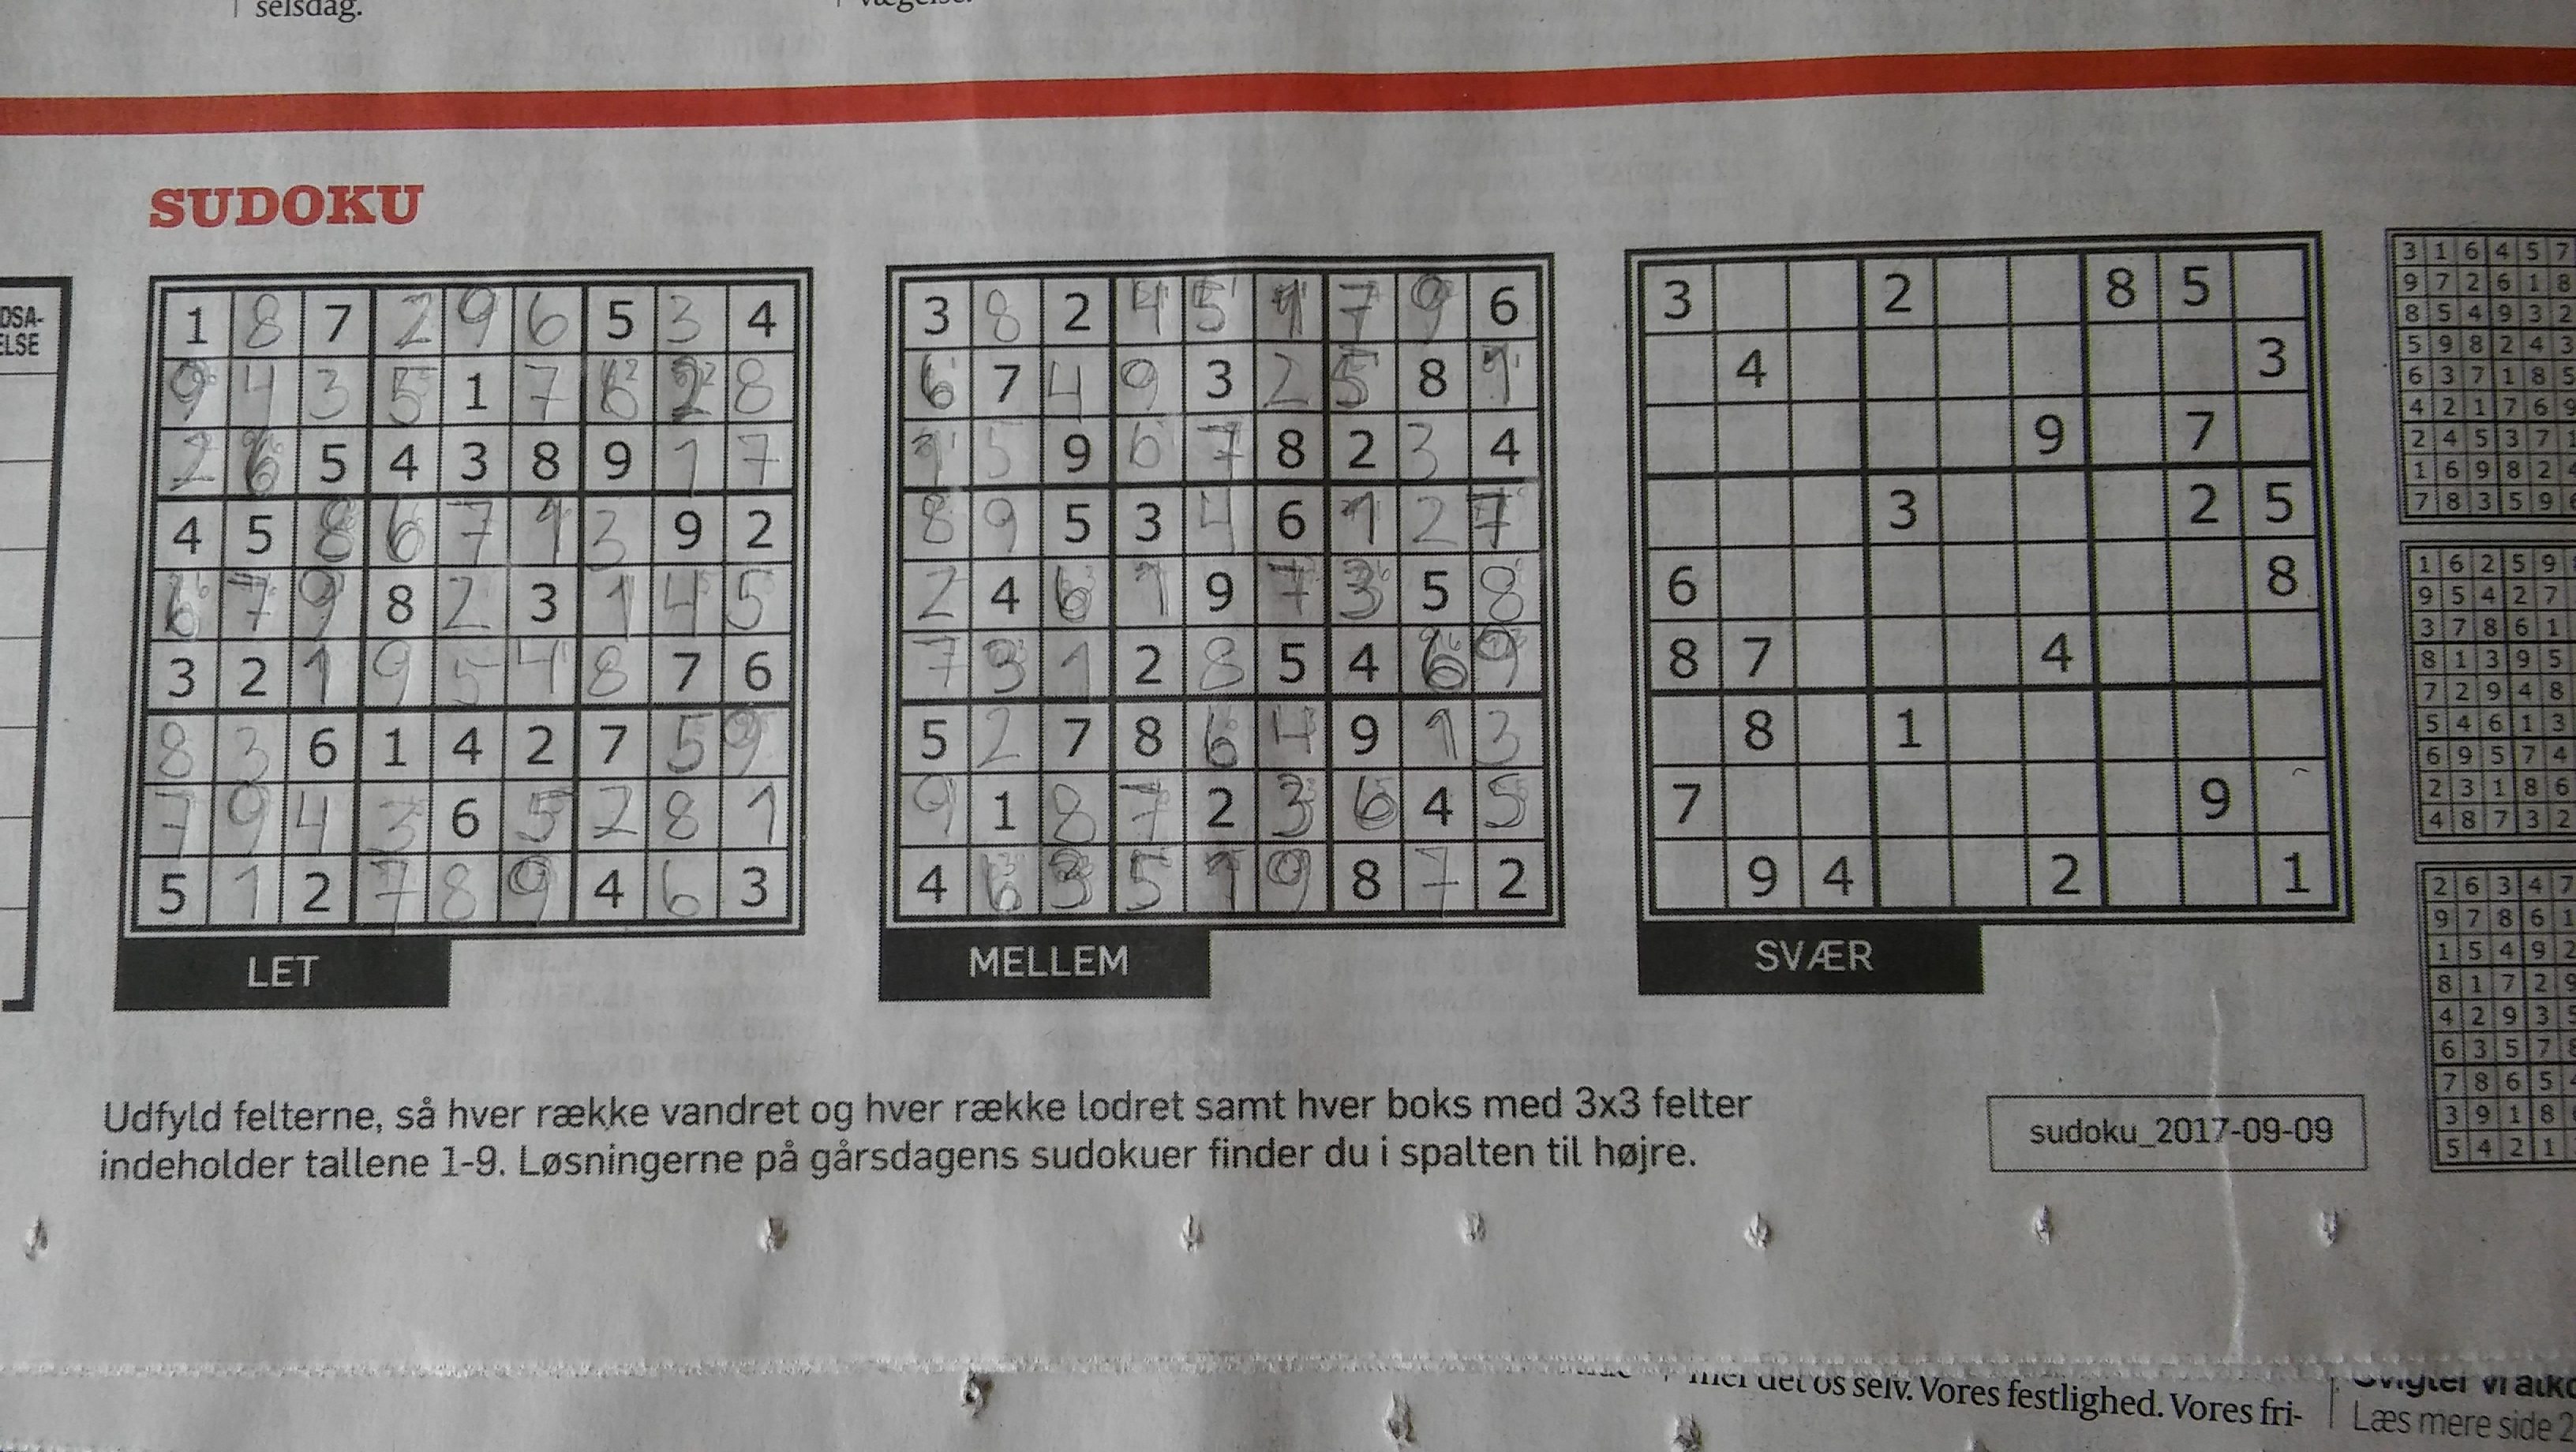 selsdag.
SUDOKU
DSA-
ELSE
1 8 7 2 9 6 5 3 4
9 4 3 5 1 7 6 2 8
2 6 5 4 3 8 9 1 7
4 5 8 6 7 1 3 9 2
6 7 9 8 2 3 1 4 5
3 2 1 9 5 4 8 7 6
8 3 6 1 4 2 7 5 9
7 9 4 3 6 5 2 8 1
5 1 2 7 8 9 4 6 3
LET
3 8 2 4 5 1 7 9 6
6 7 4 9 3 2 5 8 1
1 5 9 6 7 8 2 3 4
8 9 5 3 4 6 1 2 7
2 4 6 1 9 7 3 5 8
7 3 1 2 8 5 4 6 9
5 2 7 8 6 4 9 1 3
9 1 8 7 2 3 6 4 5
4 6 3 5 1 9 8 7 2
MELLEM
3 2 8 5
4 3
9 7
3 2 5
6 8
8 7 4
8 1
7 9
9 4 2 1
SVÆR
3 1 6 4 5 7
9 7 2 6 1 8
8 5 4 9 3 2
5 9 8 2 4 3
6 3 7 1 8 5
4 2 1 7 6 9
2 4 5 3 7
1 6 9 8 2
7 8 3 5 9
1 6 2 5 9
9 5 4 2 7
3 7 8 6 1
8 1 3 9 5
7 2 9 4 8
5 4 6 1 3
6 9 5 7 4
2 3 1 8 6
4 8 7 3 2
2 6 3 4 7
9 7 8 6 1
1 5 4 9 2
8 1 7 2 9
4 2 9 3 5
6 3 5 7 8
7 8 6 5
3 9 1 8
5 4 2 1
Udfyld felterne, så hver række vandret og hver række lodret samt hver boks med 3x3 felter
indeholder tallene 1-9. Løsningerne på gårsdagens sudokuer finder du i spalten til højre.
sudoku_2017-09-09
mer det os selv. Vores festlighed. Vores fri-
Læs mere side 2